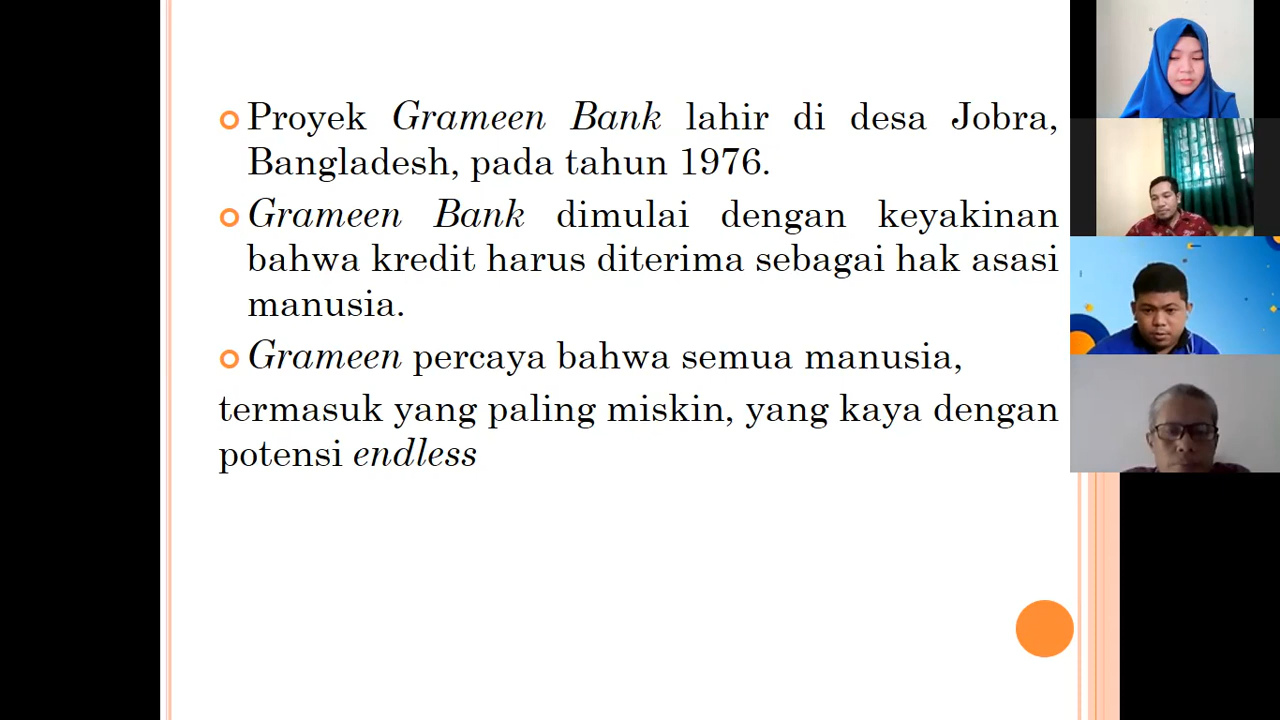 Proyek Grameen Bank lahir di desa Jobra,
Bangladesh, pada tahun 1976.
Grameen Bank dimulai dengan keyakinan
bahwa kredit harus diterima sebagai hak asasi
manusia.
Grameen percaya bahwa semua manusia,
termasuk yang paling miskin, yang kaya dengan
potensi endless